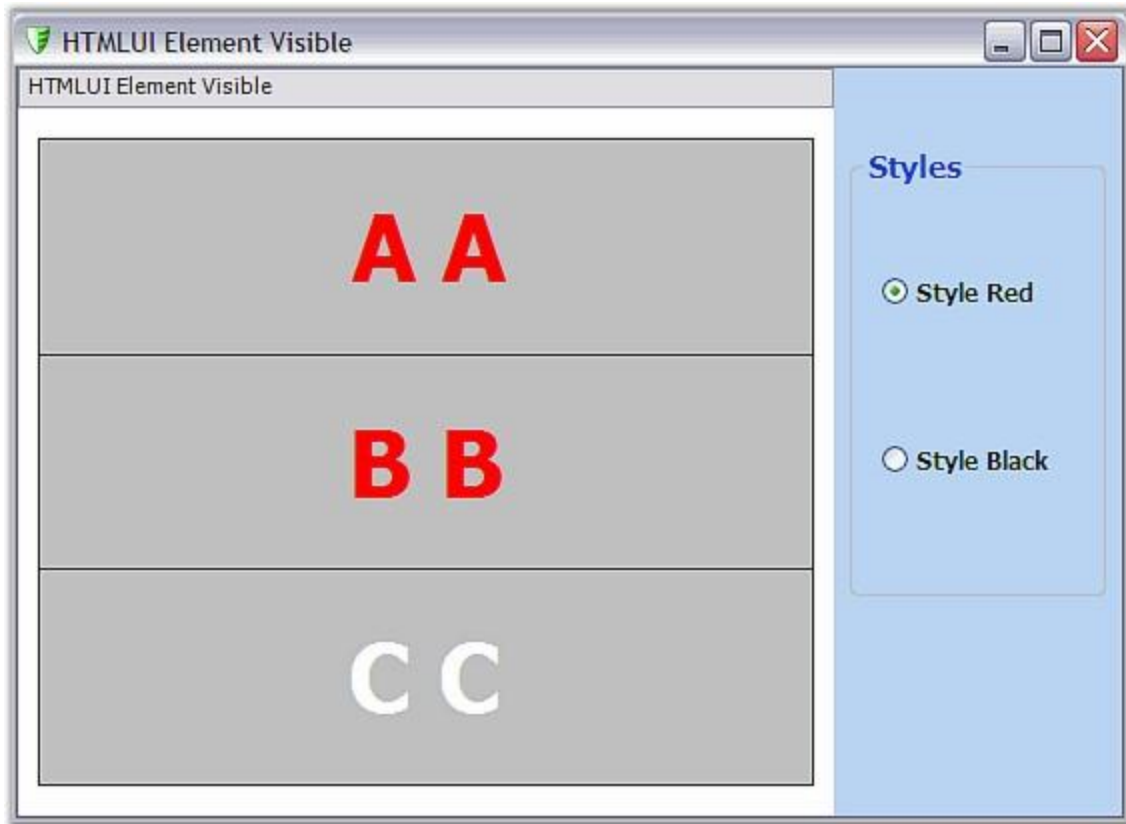 HTMLUI Element Visible
HTMLUI Element Visible
A A
B B
C C
Styles
Style Red
Style Black